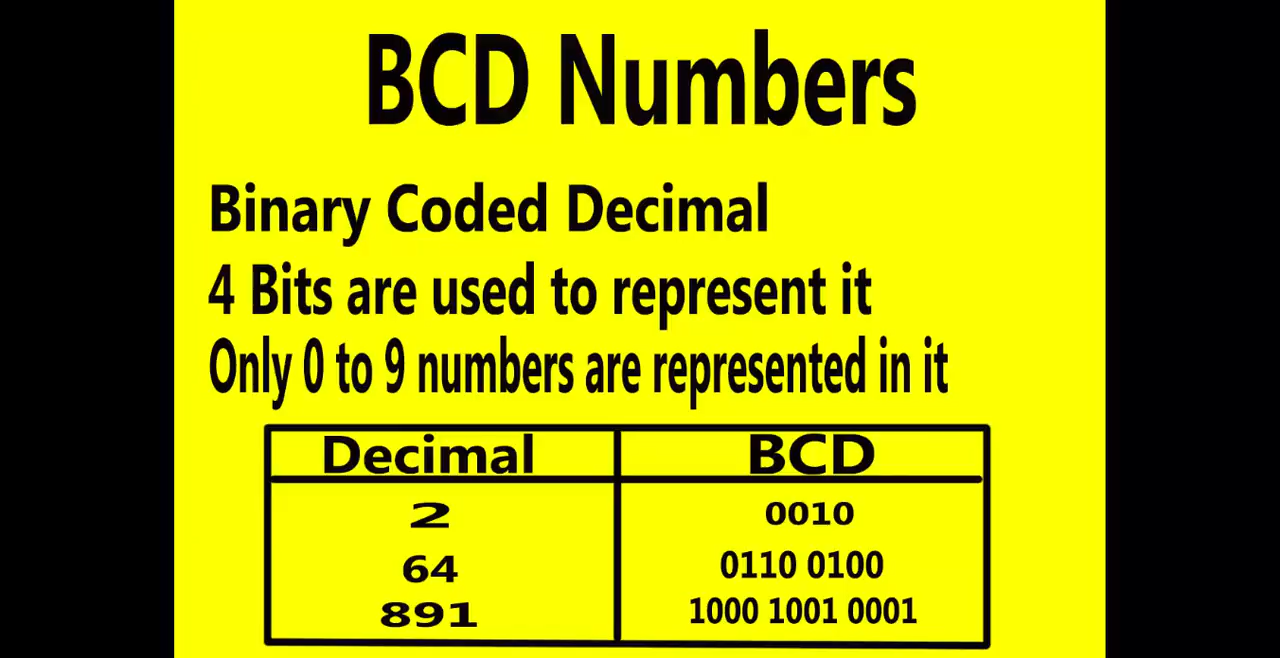 BCD Numbers
Binary Coded Decimal
4 Bits are used to represent it
Only 0 to 9 numbers are represented in it
Decimal BCD
2 0010
64 0110 0100
891 1000 1001 0001